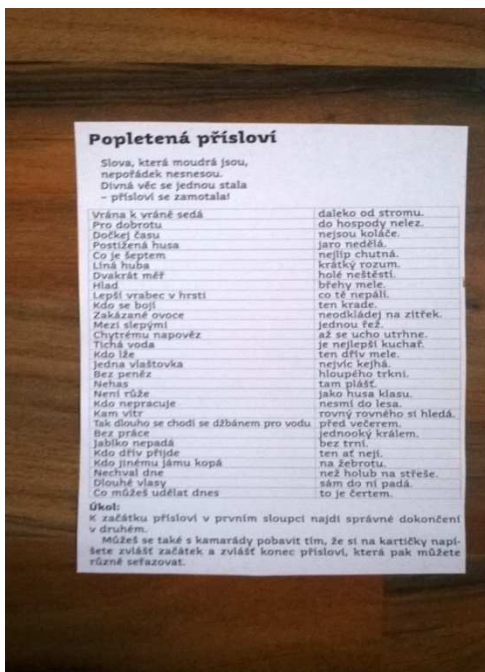 Popletená přísloví
Slova, která moudrá jsou,
nepořádek nesnesou.
Divná věc se jednou stala
– přísloví se zamotala!
Vrána k vráně sedá daleko od stromu.
Pro dobrotu do hospody nelez.
Dočkej času nejsou koláče.
Postižená husa jaro nedělá.
Co je šeptem nejlíp chutná.
Líná huba krátký rozum.
Dvakrát měř holé neštěstí.
Hlad břehy mele.
Lepší vrabec v hrsti co tě nepálí.
Kdo se bojí ten krade.
Zakázané ovoce neodkládej na zítřek.
Mezi slepými jednou řež.
Chytrému napověz až se ucho utrhne.
Tichá voda je nejlepší kuchař.
Kdo lže ten dřív mele.
Jedna vlaštovka nejvíc kejhá.
Bez peněz hloupého trkni.
Nehas tam plášť.
Není růže jako husa klasu.
Kdo nepracuje nesmí do lesa.
Kam vítr rovný rovného si hledá.
Tak dlouho se chodí se džbánem pro vodu před večerem.
Bez práce jednooký králem.
Jablko nepadá bez trní.
Kdo dřív přijde ten ať nejí.
Kdo jinému jámu kopá na žebrotu.
Nechval dne než holub na střeše.
Dlouhé vlasy sám do ní padá.
Co můžeš udělat dnes to je čertem.
Úkol:
K začátku přísloví v prvním sloupci najdi správné dokončení
v druhém.
Můžeš se také s kamarády pobavit tím, že si na kartičky napí-
šete zvlášť začátek a zvlášť konec přísloví, která pak můžete
různě seřazovat.